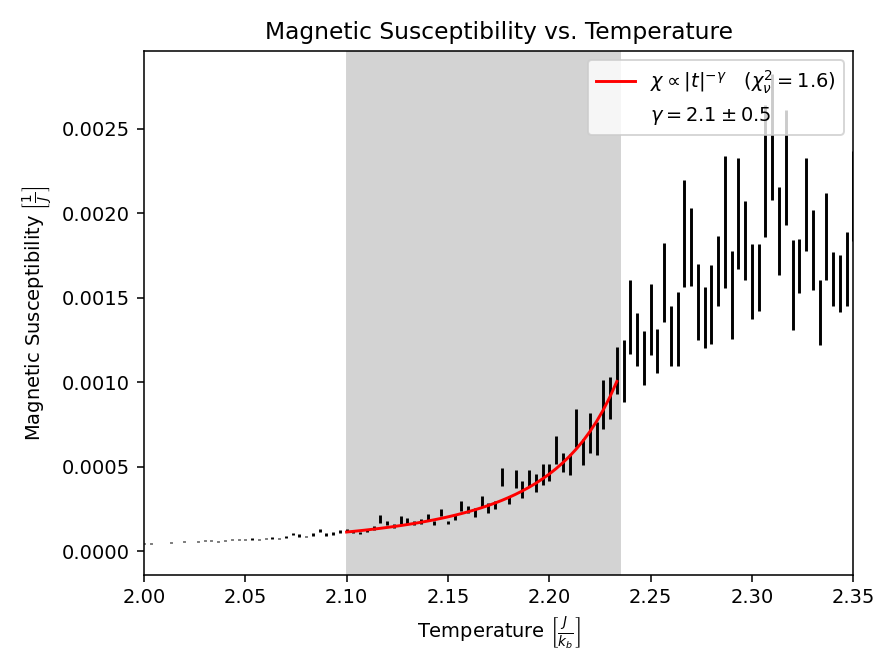 Magnetic Susceptibility vs. Temperature
χ ∝ |t|^{−γ} (χ²_ν = 1.6)
γ = 2.1 ± 0.5
Magnetic Susceptibility [1/J]
0.0025
0.0020
0.0015
0.0010
0.0005
0.0000
2.00 2.05 2.10 2.15 2.20 2.25 2.30 2.35
Temperature [J/k_b]